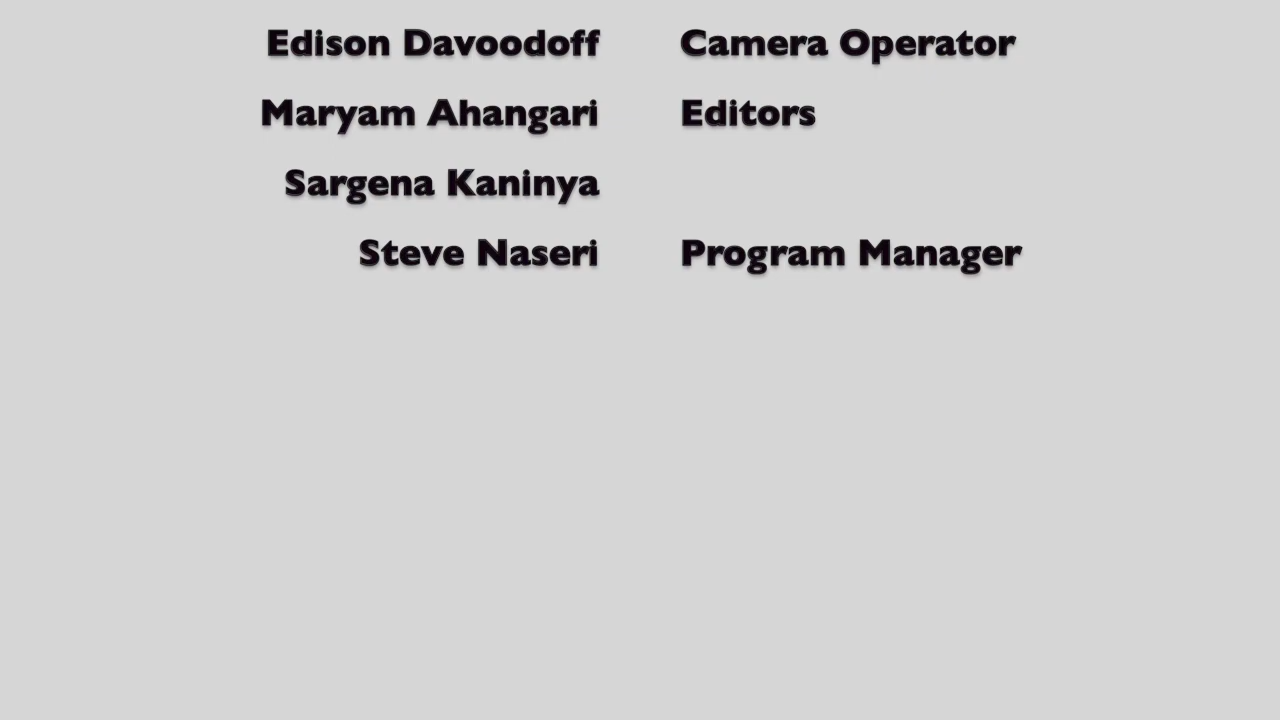 Edison Davoodoff Camera Operator
Maryam Ahangari Editors
Sargena Kaninya
Steve Naseri Program Manager